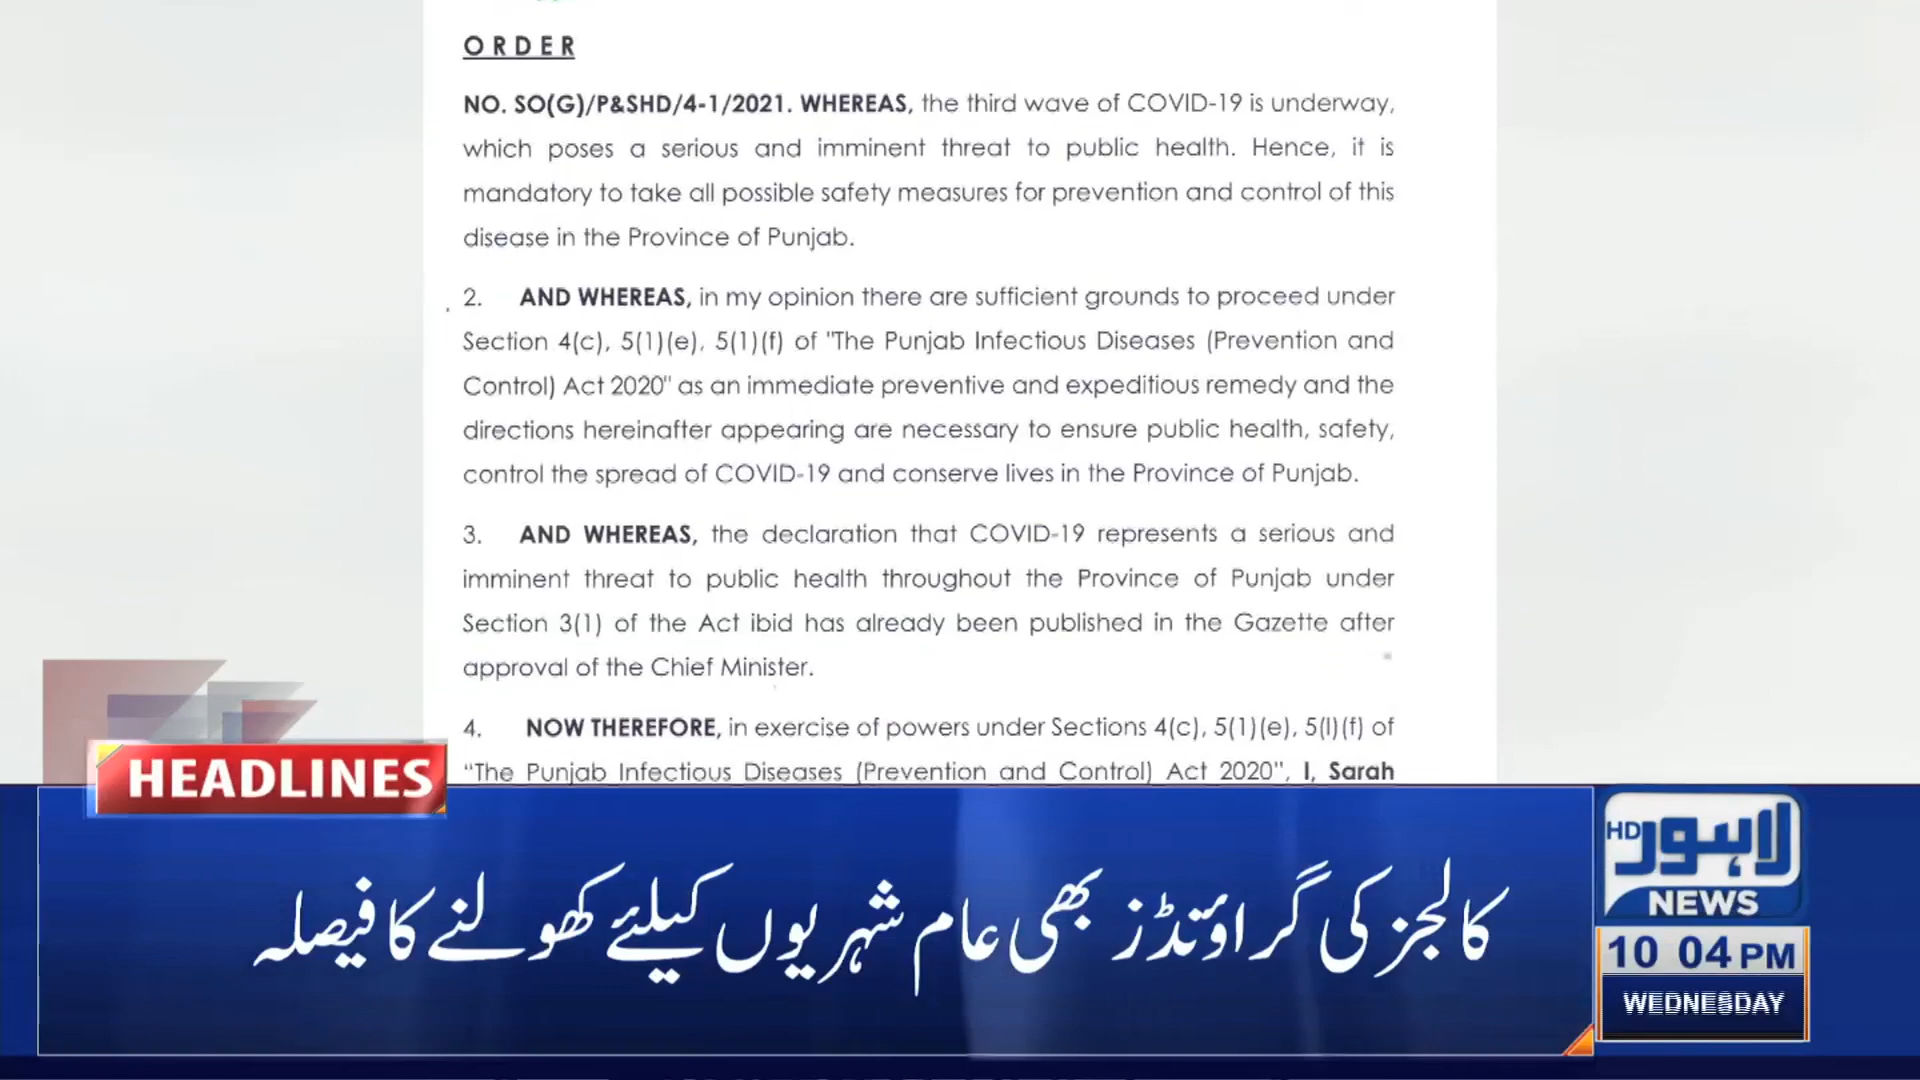 ORDER
NO. SO(G)/P&SHD/4-1/2021. WHEREAS, the third wave of COVID-19 is underway,
which poses a serious and imminent threat to public health. Hence, it is
mandatory to take all possible safety measures for prevention and control of this
disease in the Province of Punjab.
2. AND WHEREAS, in my opinion there are sufficient grounds to proceed under
Section 4(c), 5(1)(e), 5(1)(f) of "The Punjab Infectious Diseases (Prevention and
Control) Act 2020" as an immediate preventive and expeditious remedy and the
directions hereinafter appearing are necessary to ensure public health, safety,
control the spread of COVID-19 and conserve lives in the Province of Punjab.
3. AND WHEREAS, the declaration that COVID-19 represents a serious and
imminent threat to public health throughout the Province of Punjab under
Section 3(1) of the Act ibid has already been published in the Gazette after
approval of the Chief Minister.
4. NOW THEREFORE, in exercise of powers under Sections 4(c), 5(1)(e), 5(I)(f) of
“The Punjab Infectious Diseases (Prevention and Control) Act 2020”, I, Sarah
HEADLINES
کالجز کی گراؤنڈز بھی عام شہریوں کیلئے کھولنے کا فیصلہ
HD لاہور
NEWS
10 04 PM
WEDNESDAY